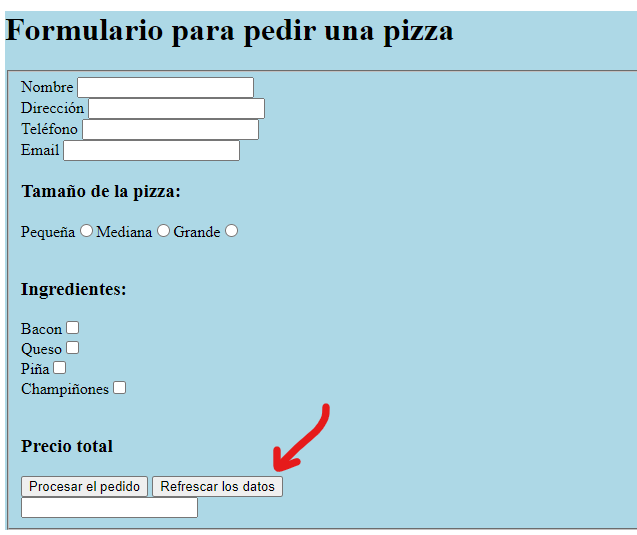 Formulario para pedir una pizza
Nombre
Dirección
Teléfono
Email
Tamaño de la pizza:
Pequeña Mediana Grande
Ingredientes:
Bacon
Queso
Piña
Champiñones
Precio total
Procesar el pedido Refrescar los datos